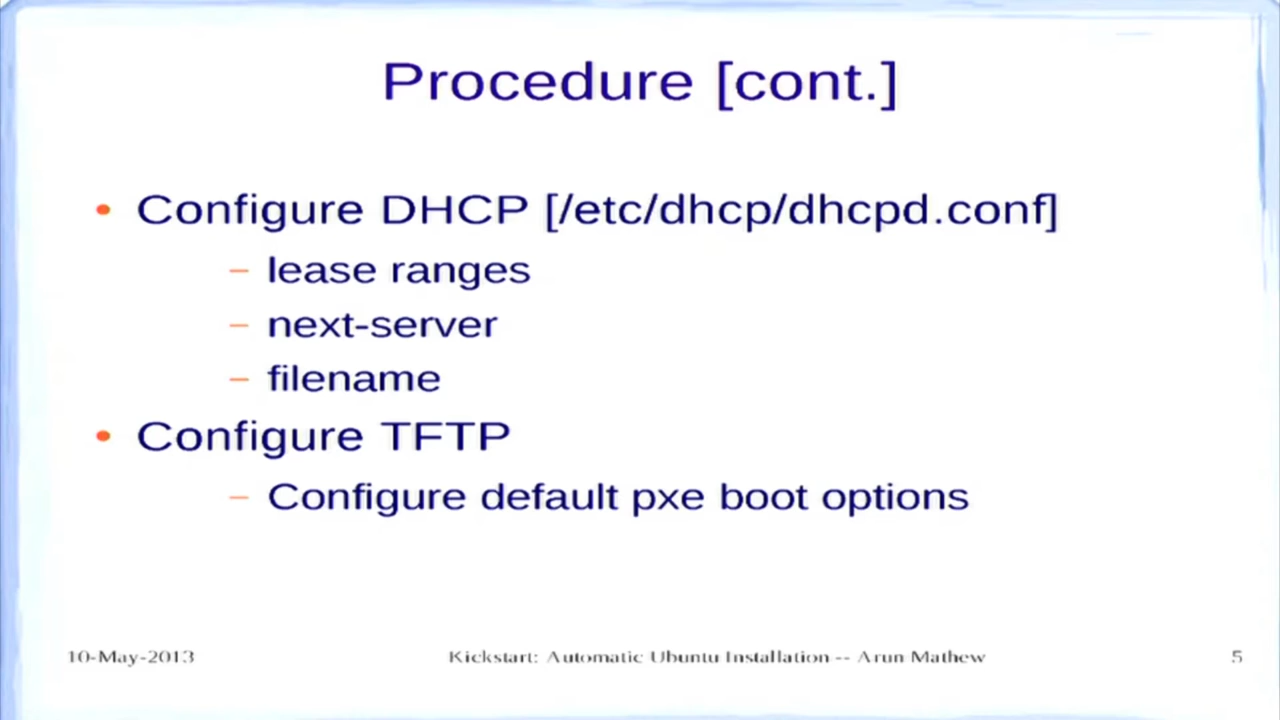 Procedure [cont.]
• Configure DHCP [/etc/dhcp/dhcpd.conf]
– lease ranges
– next-server
– filename
• Configure TFTP
– Configure default pxe boot options
10-May-2013 Kickstart: Automatic Ubuntu Installation -- Arun Mathew 5